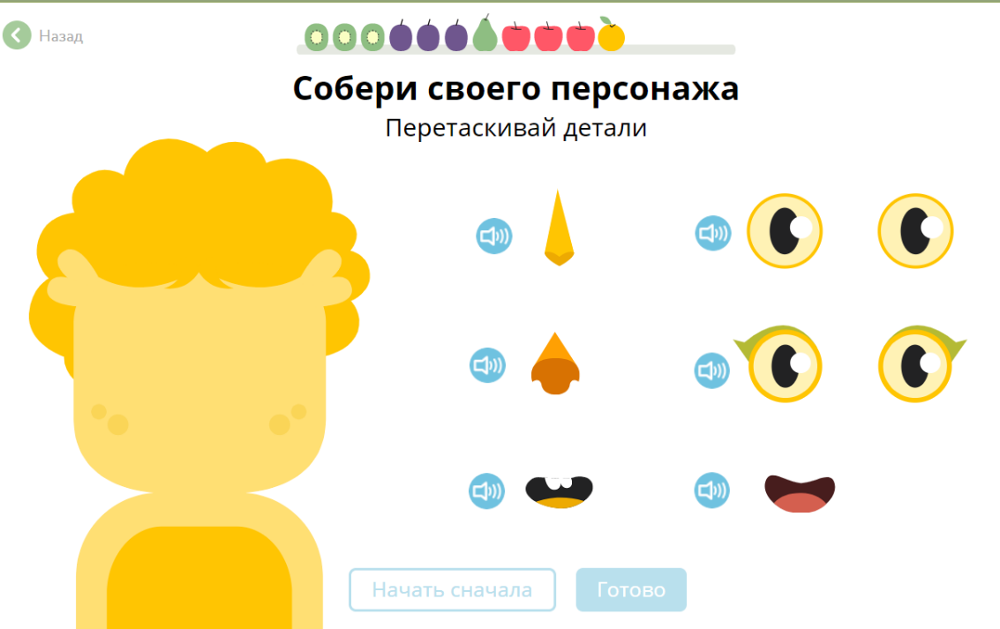 Назад
Собери своего персонажа
Перетаскивай детали
Начать сначала
Готово